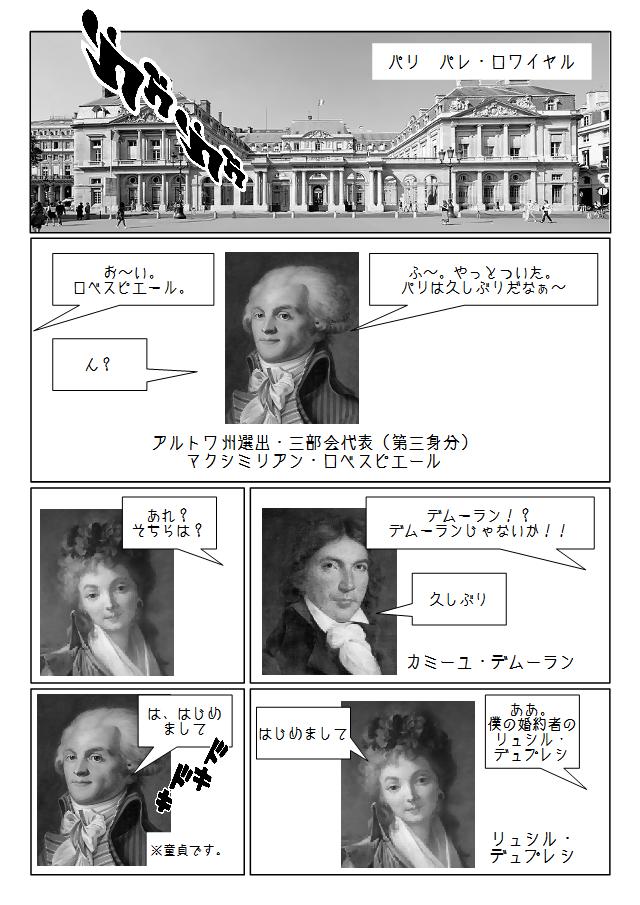 パリ　パレ・ロワイヤル
ガヤガヤ
ふ～。やっとついた。
パリは久しぶりだなぁ～
お～い。
ロベスピエール。
ん？
アルトワ州選出・三部会代表（第三身分）
マクシミリアン・ロベスピエール
デムーラン！？
デムーランじゃないか！！
久しぶり
カミーユ・デムーラン
あれ？
そちらは？
ああ。
僕の婚約者の
リュシル・
デュプレシ
はじめまして
リュシル・
デュプレシ
は、はじめ
まして
ドキドキ
※童貞です。